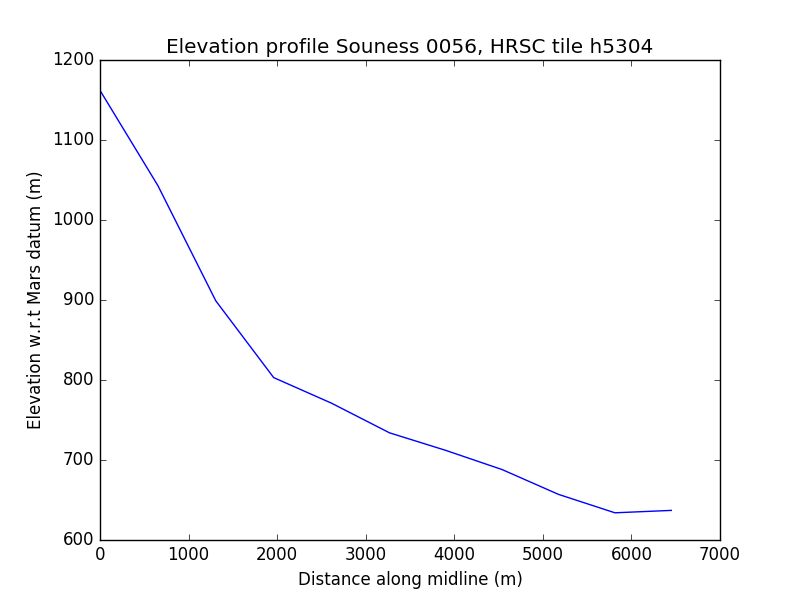 Elevation profile Souness 0056, HRSC tile h5304
1200
1100
1000
900
800
700
600
Elevation w.r.t Mars datum (m)
0 1000 2000 3000 4000 5000 6000 7000
Distance along midline (m)